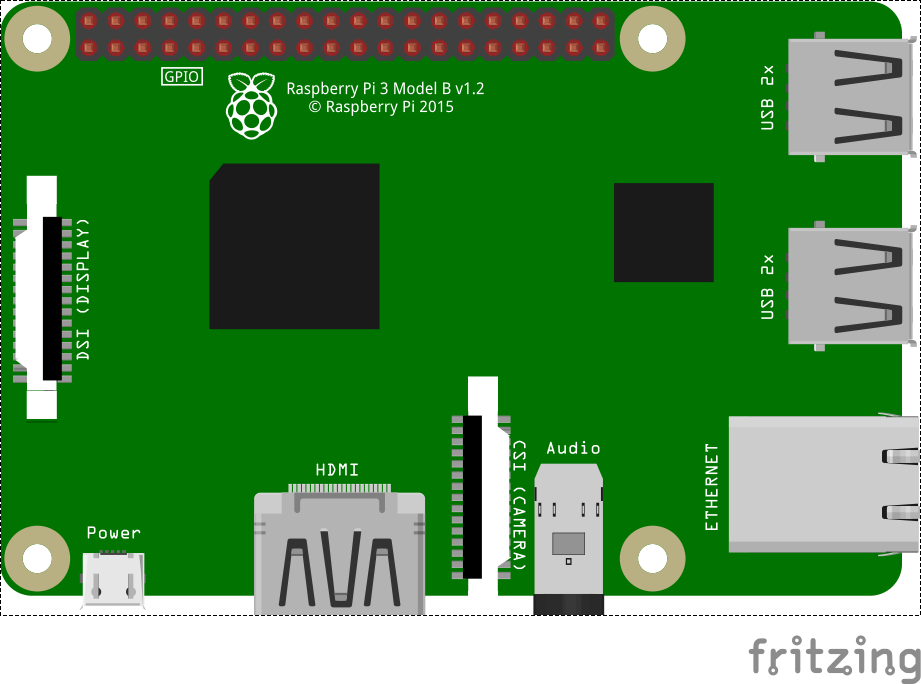 GPIO
Raspberry Pi 3 Model B v1.2
© Raspberry Pi 2015
USB 2x
DSI (DISPLAY)
USB 2x
HDMI
CSI (CAMERA)
Audio
ETHERNET
Power
fritzing